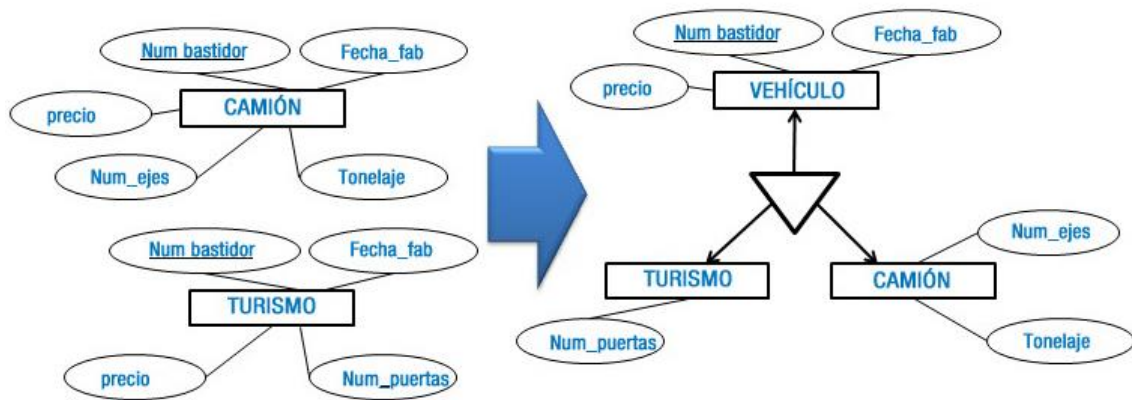 Num bastidor
Fecha_fab
precio
CAMIÓN
Num_ejes
Tonelaje
Num bastidor
Fecha_fab
TURISMO
precio
Num_puertas
Num bastidor
Fecha_fab
precio
VEHÍCULO
TURISMO
Num_puertas
Num_ejes
CAMIÓN
Tonelaje